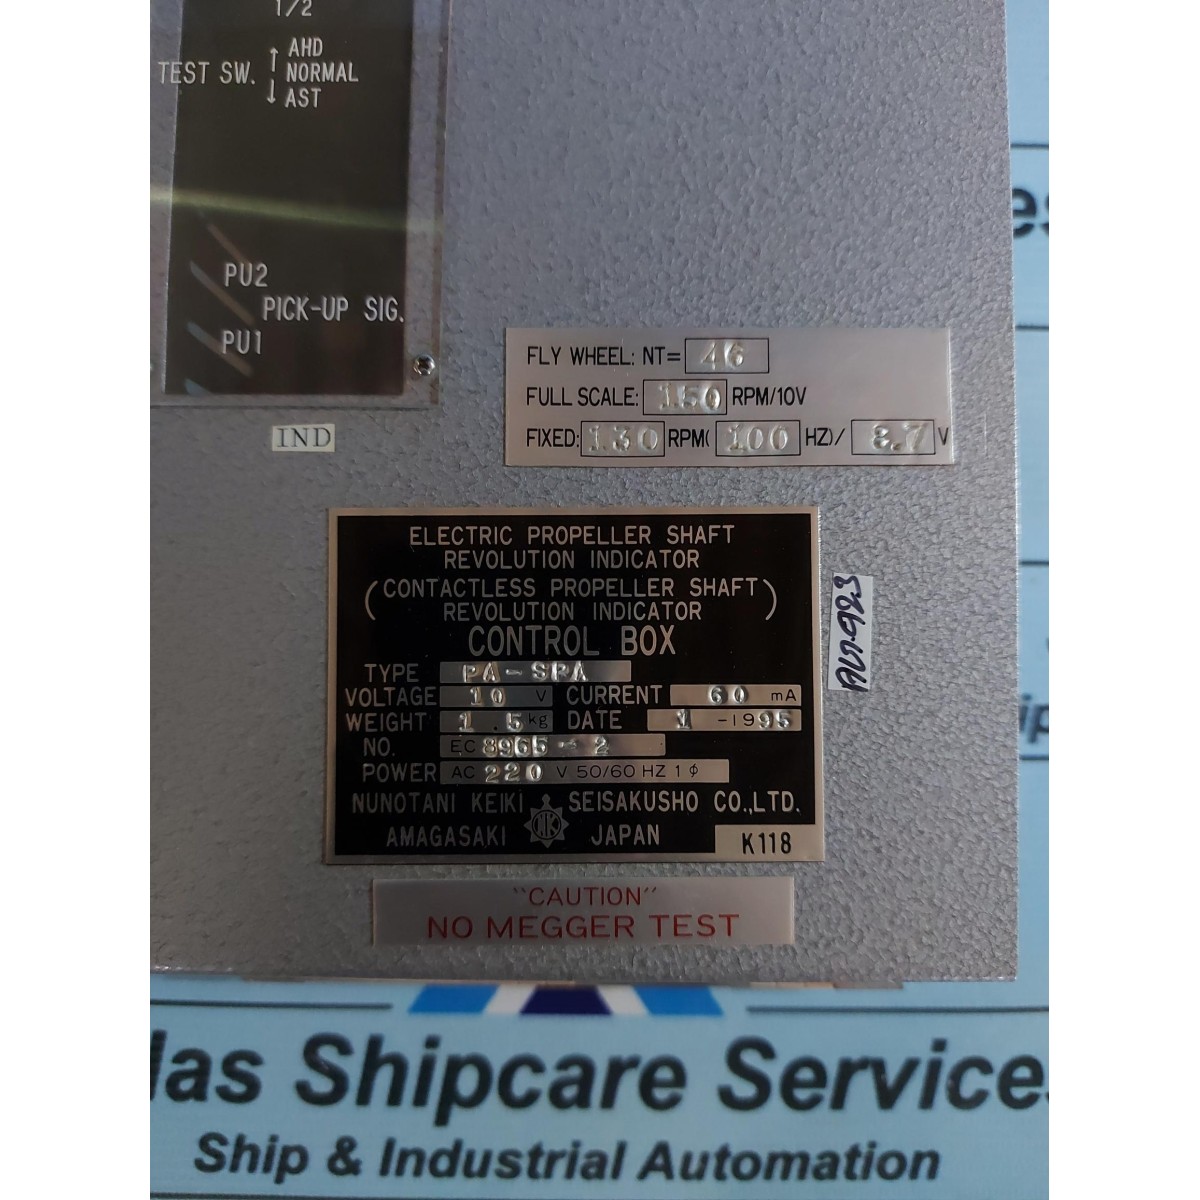 1/2
AHD
TEST SW. ↑ NORMAL
↓ AST
PU2
PICK-UP SIG.
PU1
IND
FLY WHEEL: NT= 46
FULL SCALE: 150 RPM/10V
FIXED: 130 RPM( 100 HZ)/ 8.7 V
ELECTRIC PROPELLER SHAFT
REVOLUTION INDICATOR
(CONTACTLESS PROPELLER SHAFT
REVOLUTION INDICATOR)
CONTROL BOX
TYPE PA-SPA
VOLTAGE 10 V CURRENT 60 mA
WEIGHT 1.5 kg DATE 1 -1995
NO. EC 8965-2
POWER AC 220 V 50/60 HZ 1 φ
NUNOTANI KEIKI SEISAKUSHO CO.,LTD.
AMAGASAKI JAPAN
K118
"CAUTION"
NO MEGGER TEST
las Shipcare Services
Ship & Industrial Automation